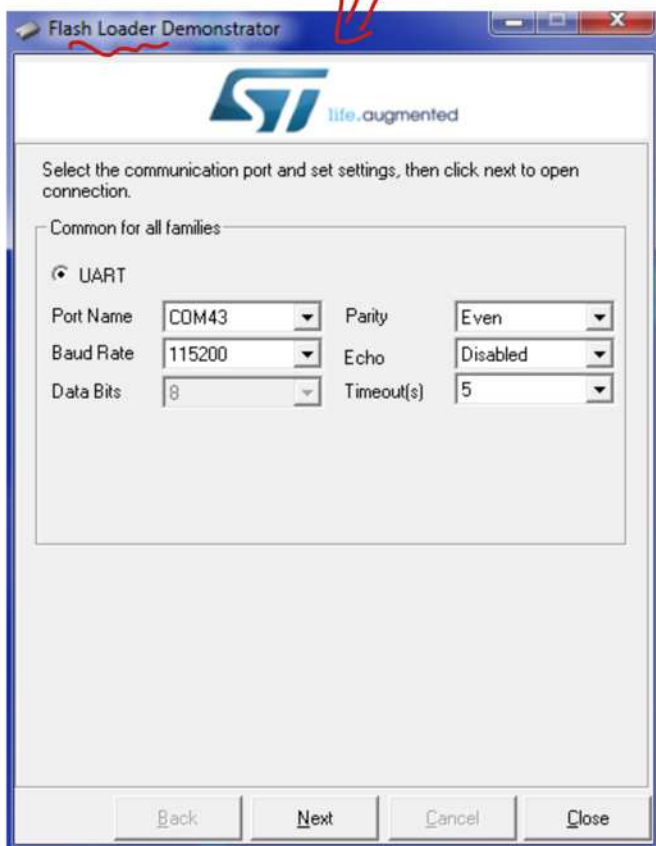 Flash Loader Demonstrator
ST life.augmented
Select the communication port and set settings, then click next to open
connection.
Common for all families
UART
Port Name COM43 Parity Even
Baud Rate 115200 Echo Disabled
Data Bits 8 Timeout(s) 5
Back Next Cancel Close